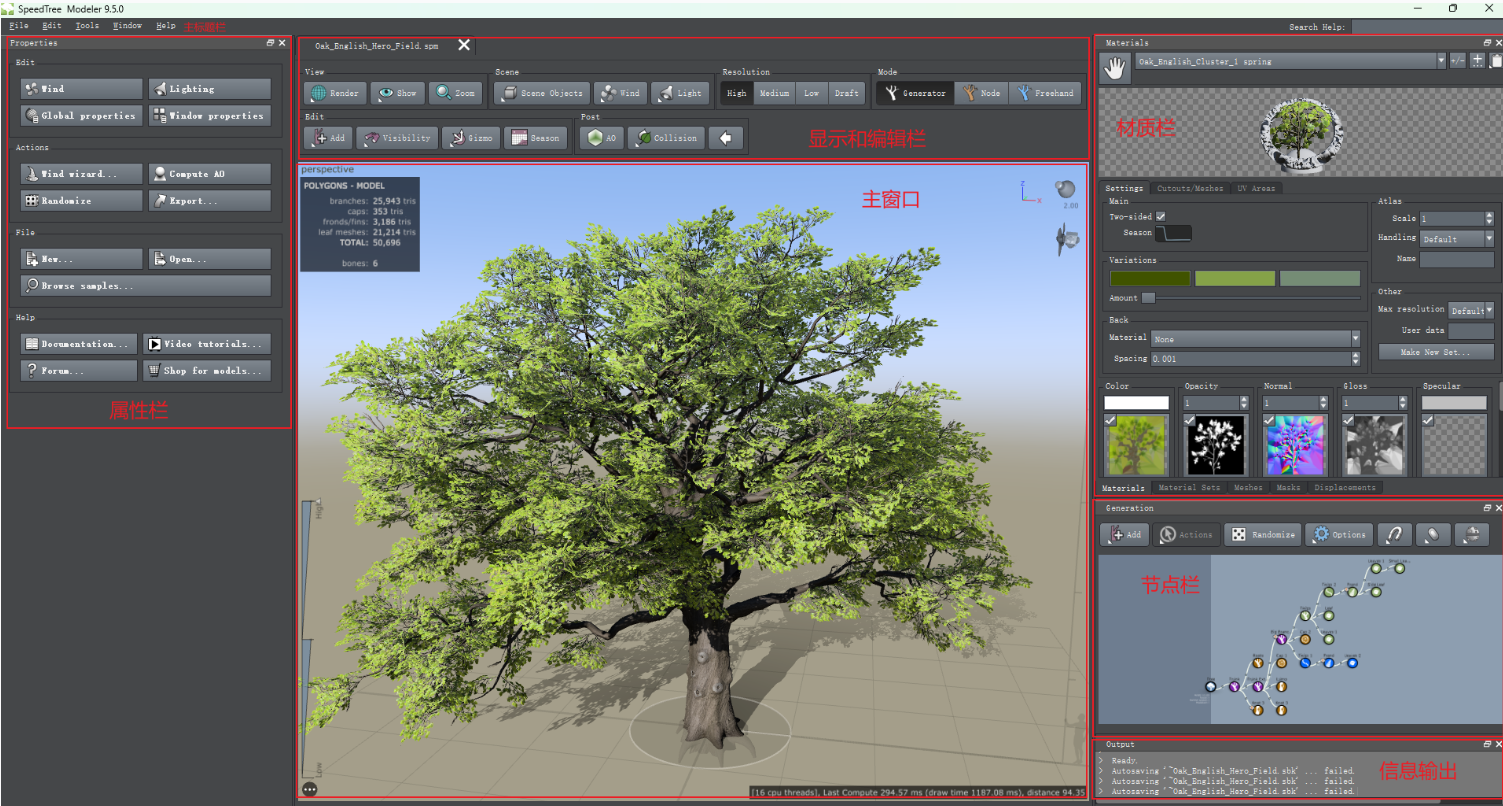 SpeedTree Modeler 9.5.0
File Edit Tools Window Help 主标题栏
Search Help:
Properties
Edit
Wind Lighting
Global properties Window properties
Actions
Wind wizard... Compute AO
Randomize Export...
File
New... Open...
Browse samples...
Help
Documentation... Video tutorials...
Forum... Shop for models...
属性栏
Oak_English_Hero_Field.spm
View Scene Resolution Mode
Render Show Zoom Scene Objects Wind Light High Medium Low Draft Generator Node Freehand
Edit Post
Add Visibility Gizmo Season AO Collision
显示和编辑栏
perspective
POLYGONS - MODEL
branches: 25,943 tris
caps: 353 tris
fronds/fins: 3,186 tris
leaf meshes: 21,214 tris
TOTAL: 50,696
bones: 6
主窗口
z
x
2.00
High
Low
[16 cpu threads], Last Compute 294.57 ms (draw time 1187.08 ms), distance 94.35
Materials
Oak_English_Cluster_1 spring
+/-
材质栏
Settings Cutouts/Meshes UV Areas
Main
Two-sided
Season
Variations
Amount
Back
Material None
Spacing 0.001
Atlas
Scale 1
Handling Default
Name
Other
Max resolution Default
User data
Make New Set...
Color Opacity Normal Gloss Specular
1 1 1
Materials Material Sets Meshes Masks Displacements
Generation
Add Actions Randomize Options
节点栏
Output
> Ready.
> Autosaving '~Oak_English_Hero_Field.sbk' ... failed.
> Autosaving '~Oak_English_Hero_Field.sbk' ... failed.
> Autosaving '~Oak_English_Hero_Field.sbk' ... failed.
信息输出